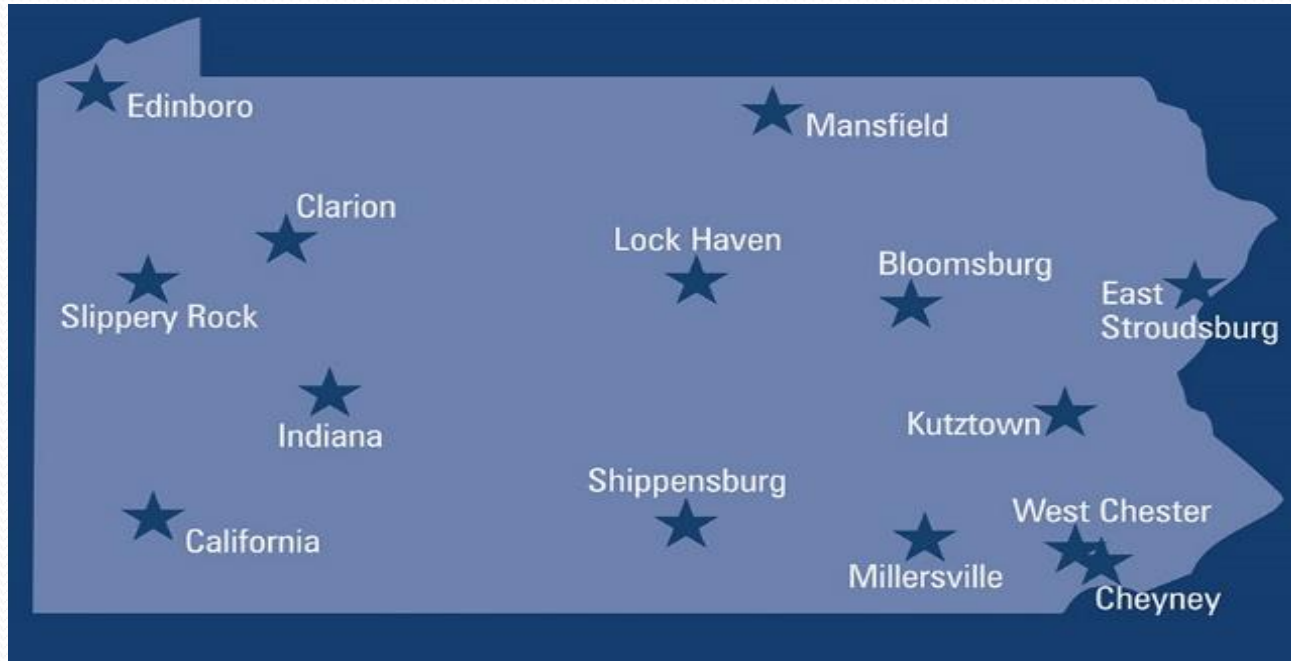 Edinboro
Mansfield
Clarion
Lock Haven
Bloomsburg
East
Stroudsburg
Slippery Rock
Kutztown
Indiana
Shippensburg
West Chester
California
Millersville
Cheyney